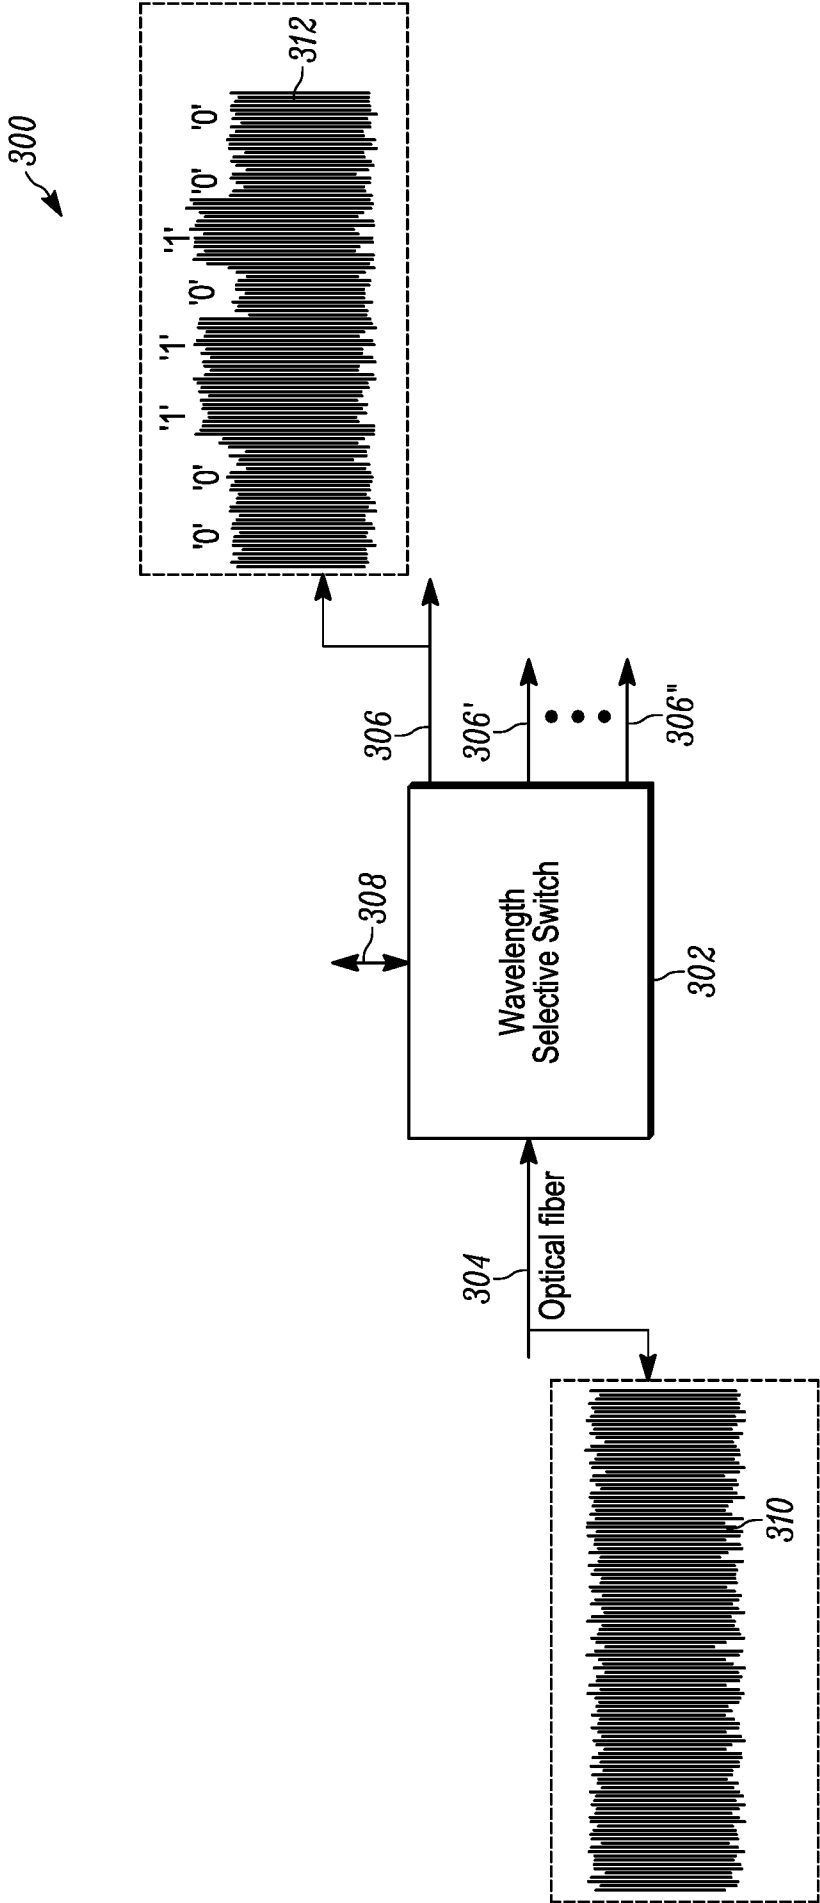 300
'0' '0' '1' '1' '0' '1' '0' '0'
312
308
306
304
306'
Wavelength
Selective Switch
Optical fiber
306"
302
310